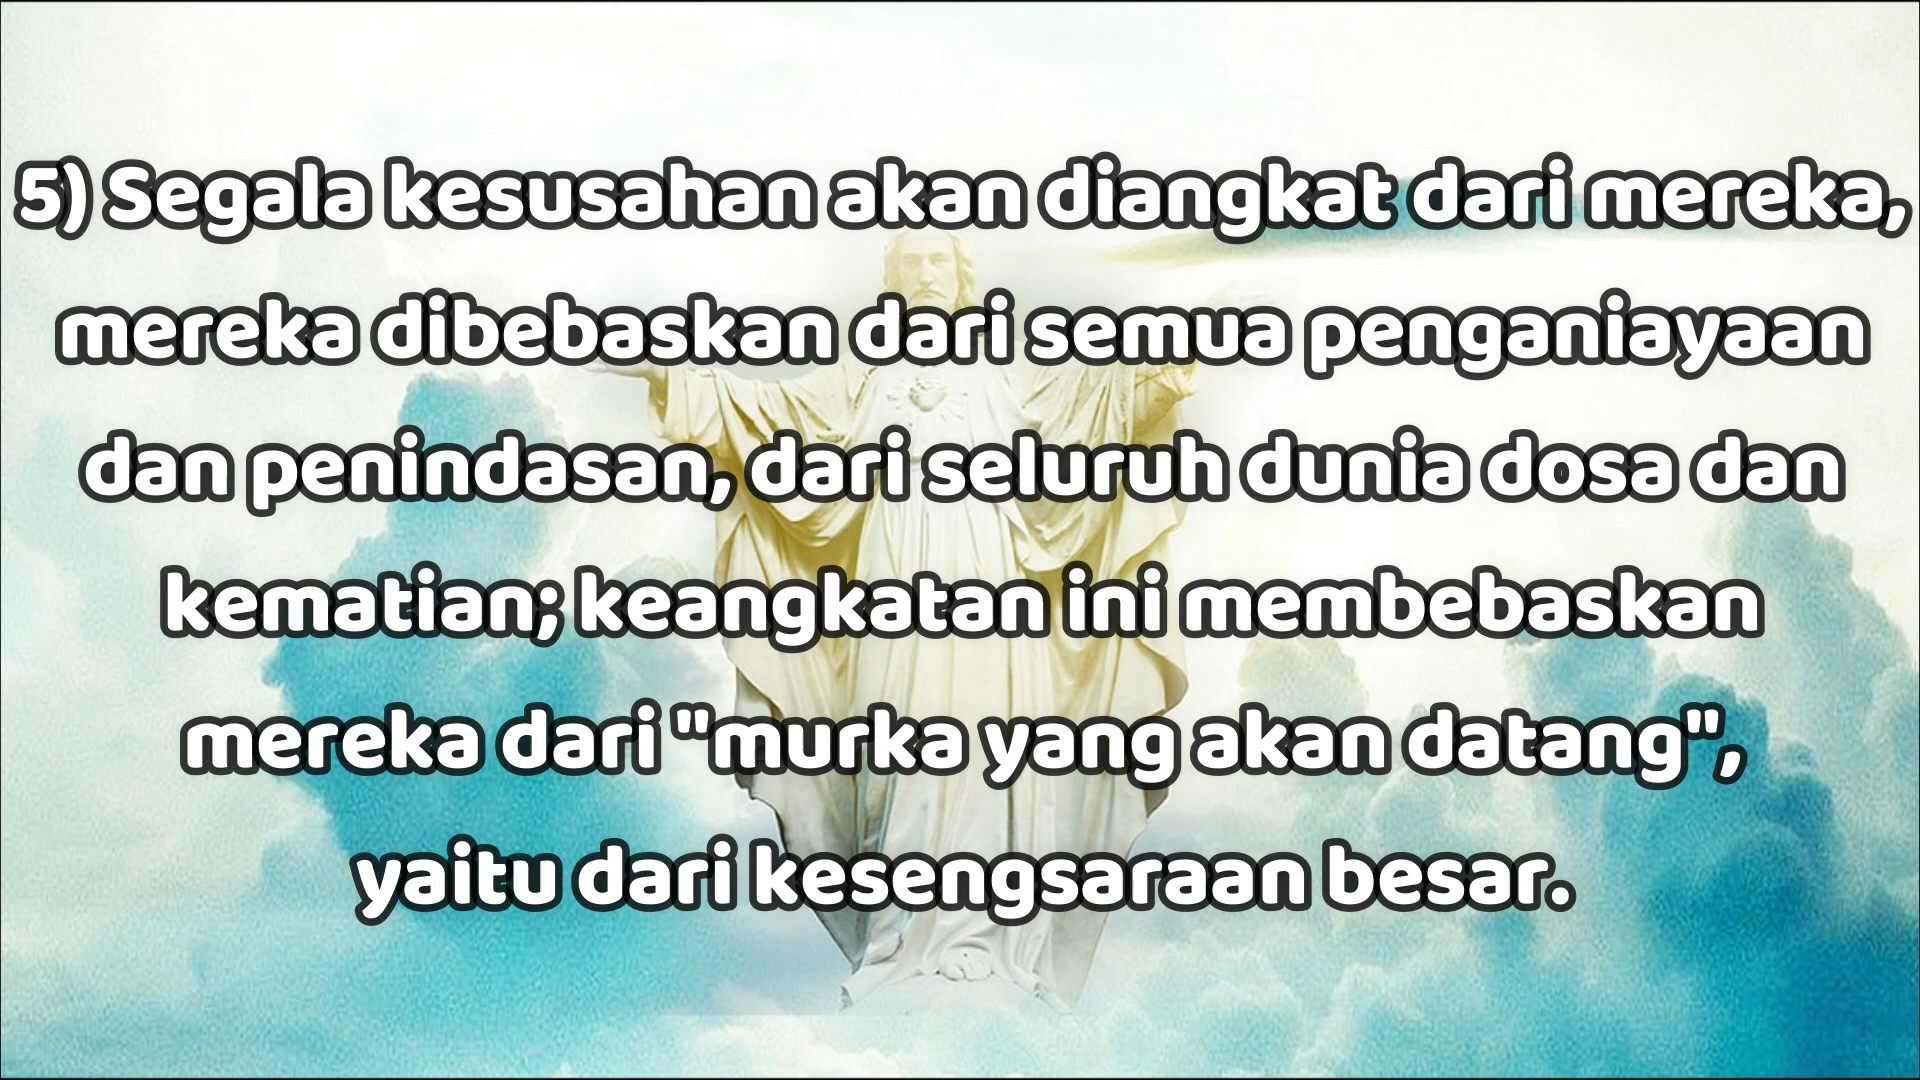 5) Segala kesusahan akan diangkat dari mereka,
mereka dibebaskan dari semua penganiayaan
dan penindasan, dari seluruh dunia dosa dan
kematian; keangkatan ini membebaskan
mereka dari "murka yang akan datang",
yaitu dari kesengsaraan besar.